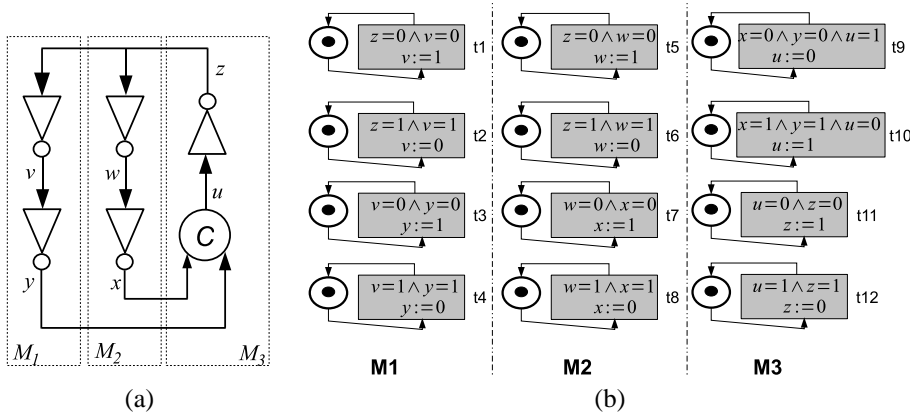 z
v
w
u
C
y
x
M1
M2
M3
(a)
z=0∧v=0
v:=1
t1
z=0∧w=0
w:=1
t5
x=0∧y=0∧u=1
u:=0
t9
z=1∧v=1
v:=0
t2
z=1∧w=1
w:=0
t6
x=1∧y=1∧u=0
u:=1
t10
v=0∧y=0
y:=1
t3
w=0∧x=0
x:=1
t7
u=0∧z=0
z:=1
t11
v=1∧y=1
y:=0
t4
w=1∧x=1
x:=0
t8
u=1∧z=1
z:=0
t12
M1
M2
M3
(b)